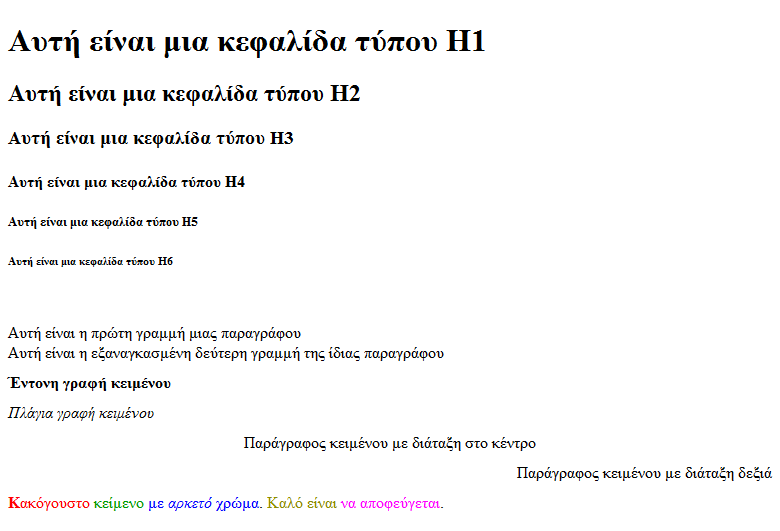 Αυτή είναι μια κεφαλίδα τύπου H1
Αυτή είναι μια κεφαλίδα τύπου H2
Αυτή είναι μια κεφαλίδα τύπου H3
Αυτή είναι μια κεφαλίδα τύπου H4
Αυτή είναι μια κεφαλίδα τύπου H5
Αυτή είναι μια κεφαλίδα τύπου H6
Αυτή είναι η πρώτη γραμμή μιας παραγράφου
Αυτή είναι η εξαναγκασμένη δεύτερη γραμμή της ίδιας παραγράφου
Έντονη γραφή κειμένου
Πλάγια γραφή κειμένου
Παράγραφος κειμένου με διάταξη στο κέντρο
Παράγραφος κειμένου με διάταξη δεξιά
Κακόγουστο κείμενο με αρκετό χρώμα. Καλό είναι να αποφεύγεται.